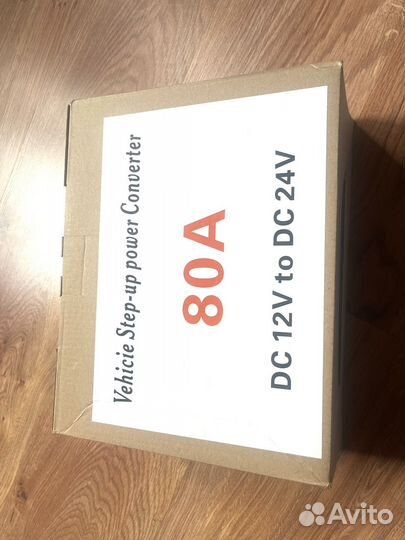 Vehicie Step-up power Converter
80A
DC 12V to DC 24V
Avito